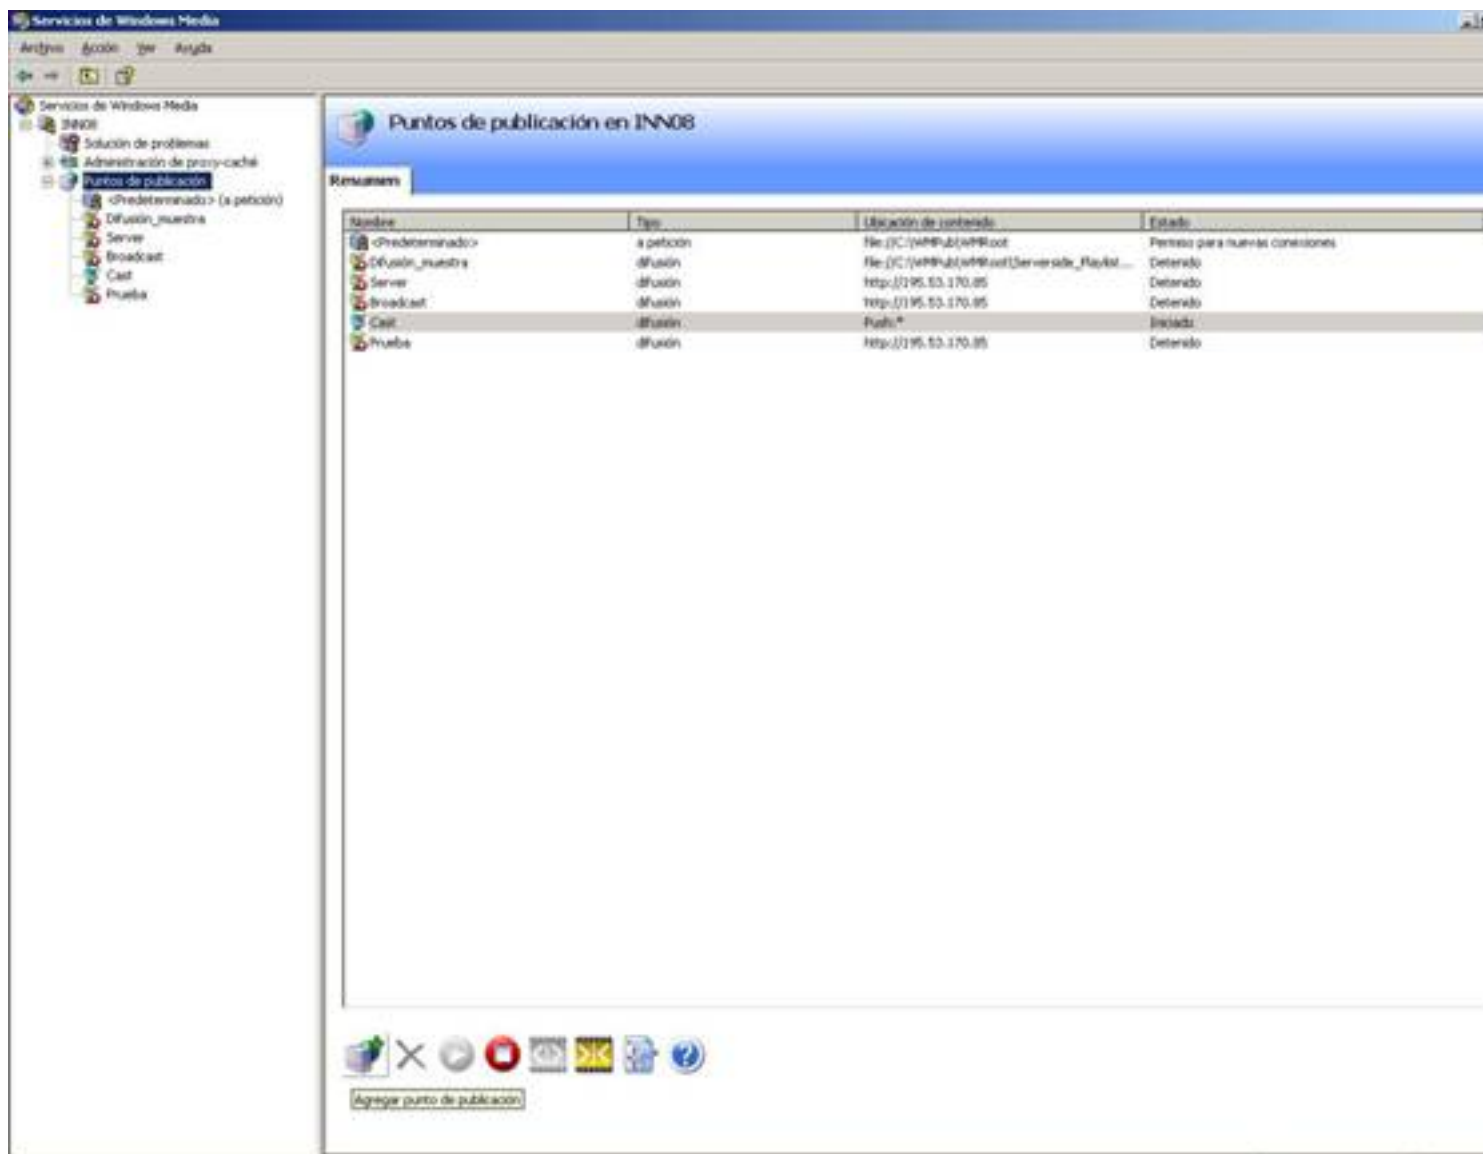 Servicios de Windows Media
Archivo Acción Ver Ayuda
Servicios de Windows Media
INN08
Solución de problemas
Administración de proxy-caché
Puntos de publicación
<Predeterminado> (a petición)
Difusión_muestra
Server
Broadcast
Cast
Prueba
Puntos de publicación en INN08
Resumen
Nombre Tipo Ubicación de contenido Estado
<Predeterminado> a petición file://C:\WMPub\WMRoot Permiso para nuevas conexiones
Difusión_muestra difusión file://C:\WMPub\WMRoot\Serverside_Playlist... Detenido
Server difusión http://195.53.170.85 Detenido
Broadcast difusión http://195.53.170.85 Detenido
Cast difusión Push:* Iniciado
Prueba difusión http://195.53.170.85 Detenido
Agregar punto de publicación